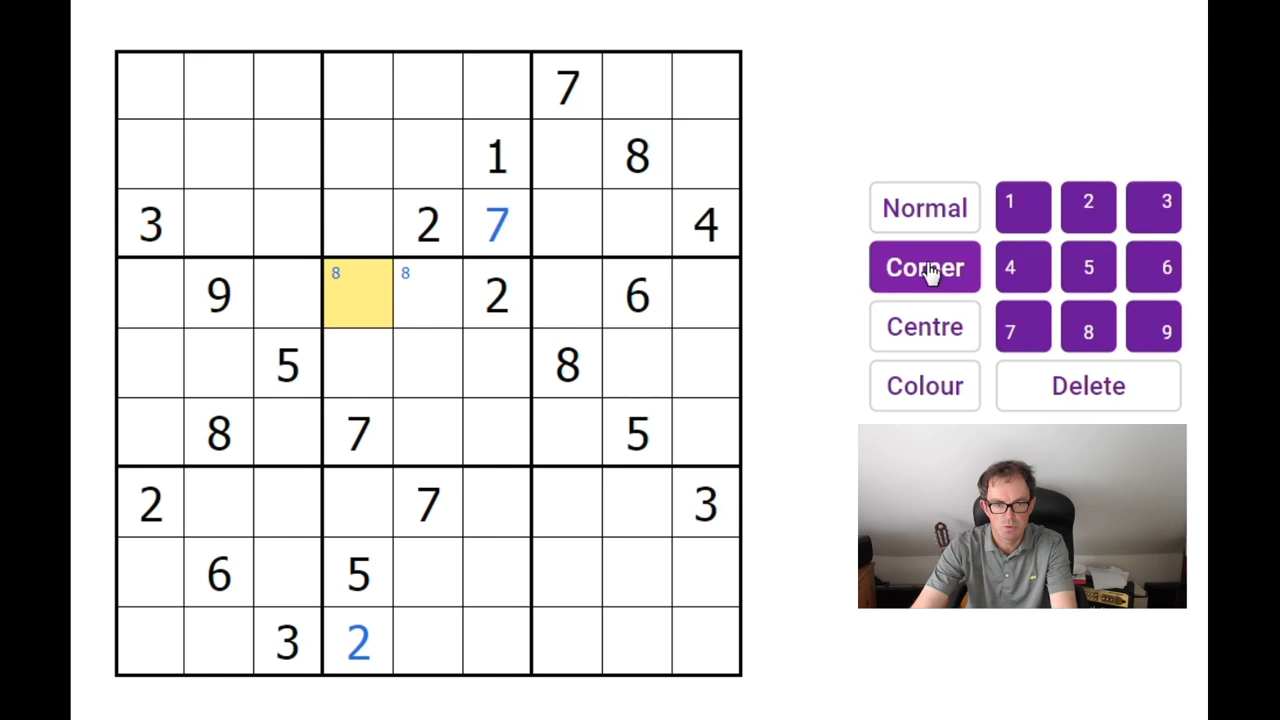 7
1 8
3 2 7 4
8 8
9 2 6
5 8
8 7 5
2 7 3
6 5
3 2
Normal 1 2 3
Corner 4 5 6
Centre 7 8 9
Colour Delete